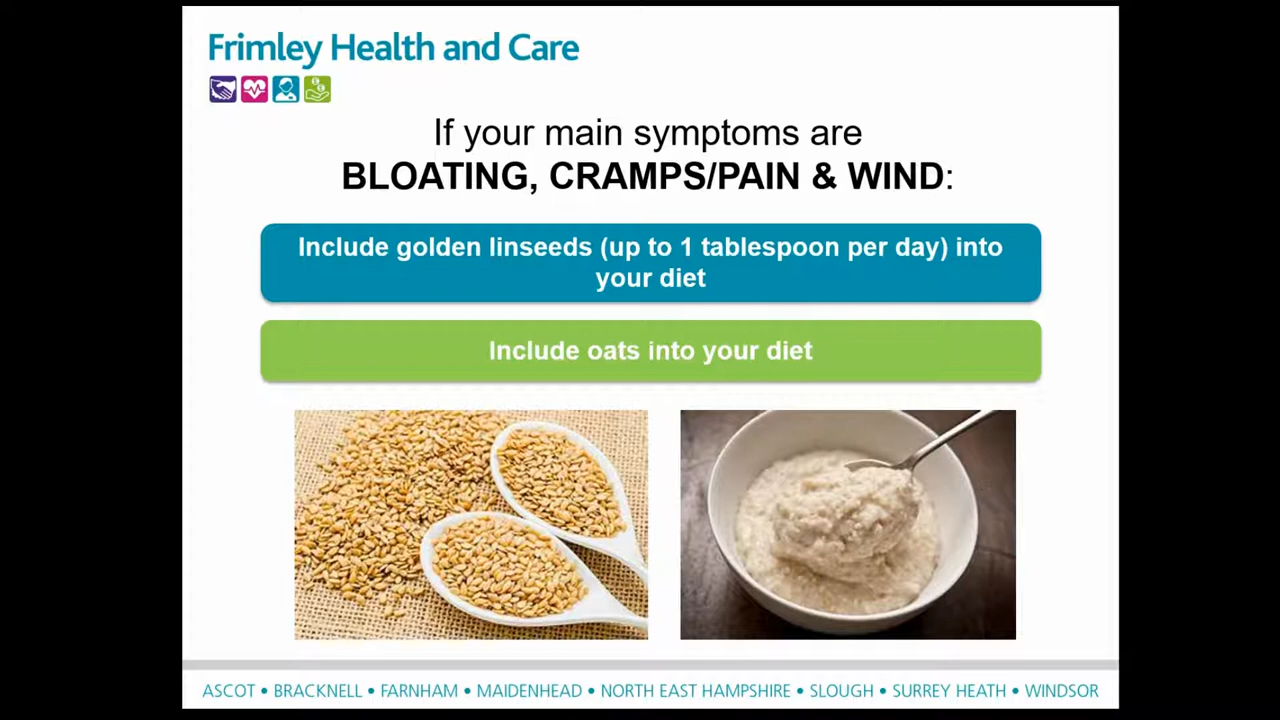 Frimley Health and Care
If your main symptoms are
BLOATING, CRAMPS/PAIN & WIND:
Include golden linseeds (up to 1 tablespoon per day) into
your diet
Include oats into your diet
ASCOT • BRACKNELL • FARNHAM • MAIDENHEAD • NORTH EAST HAMPSHIRE • SLOUGH • SURREY HEATH • WINDSOR